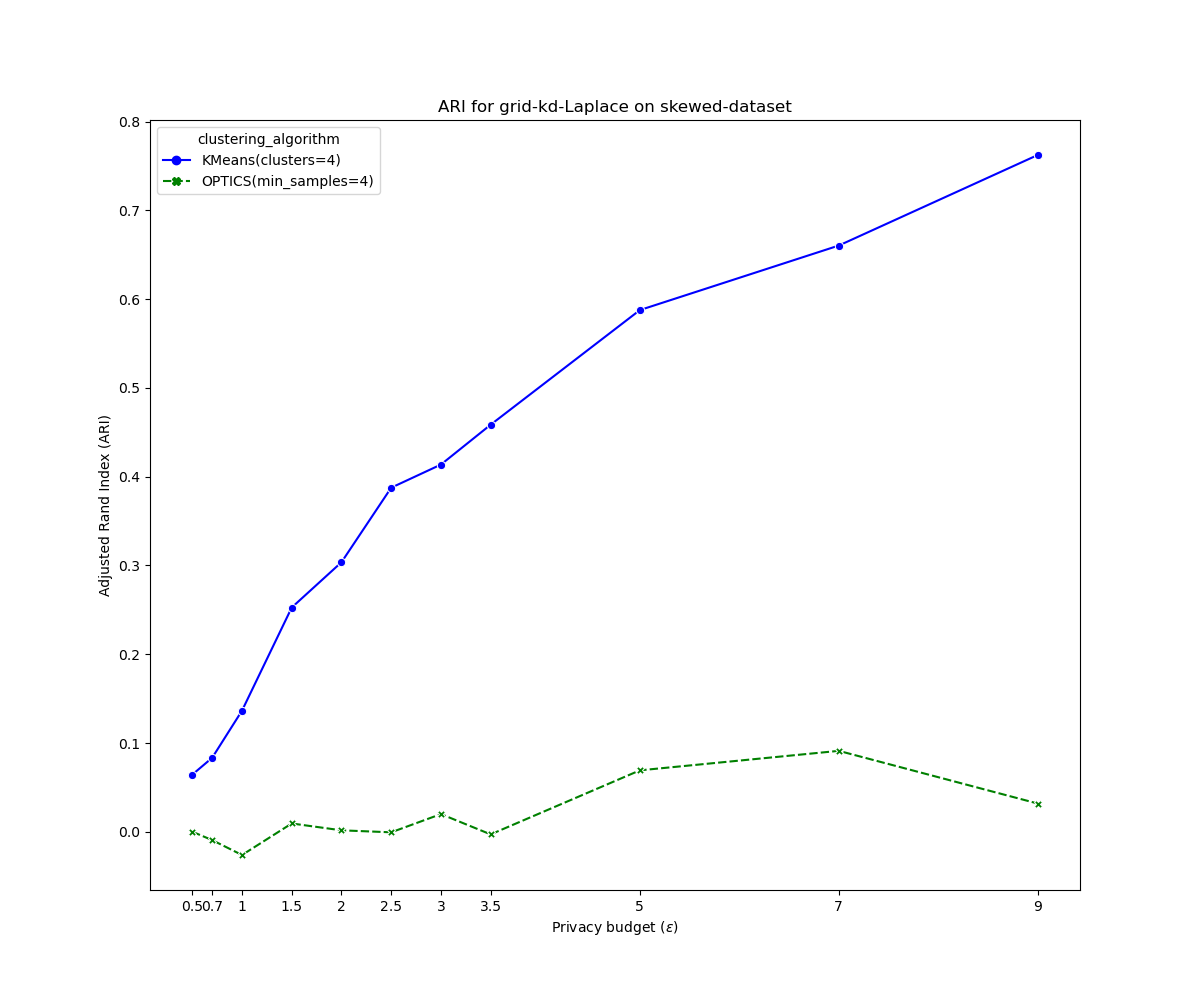 ARI for grid-kd-Laplace on skewed-dataset
clustering_algorithm
KMeans(clusters=4)
OPTICS(min_samples=4)
Adjusted Rand Index (ARI)
0.8
0.7
0.6
0.5
0.4
0.3
0.2
0.1
0.0
0.5 0.7 1 1.5 2 2.5 3 3.5 5 7 9
Privacy budget (ε)